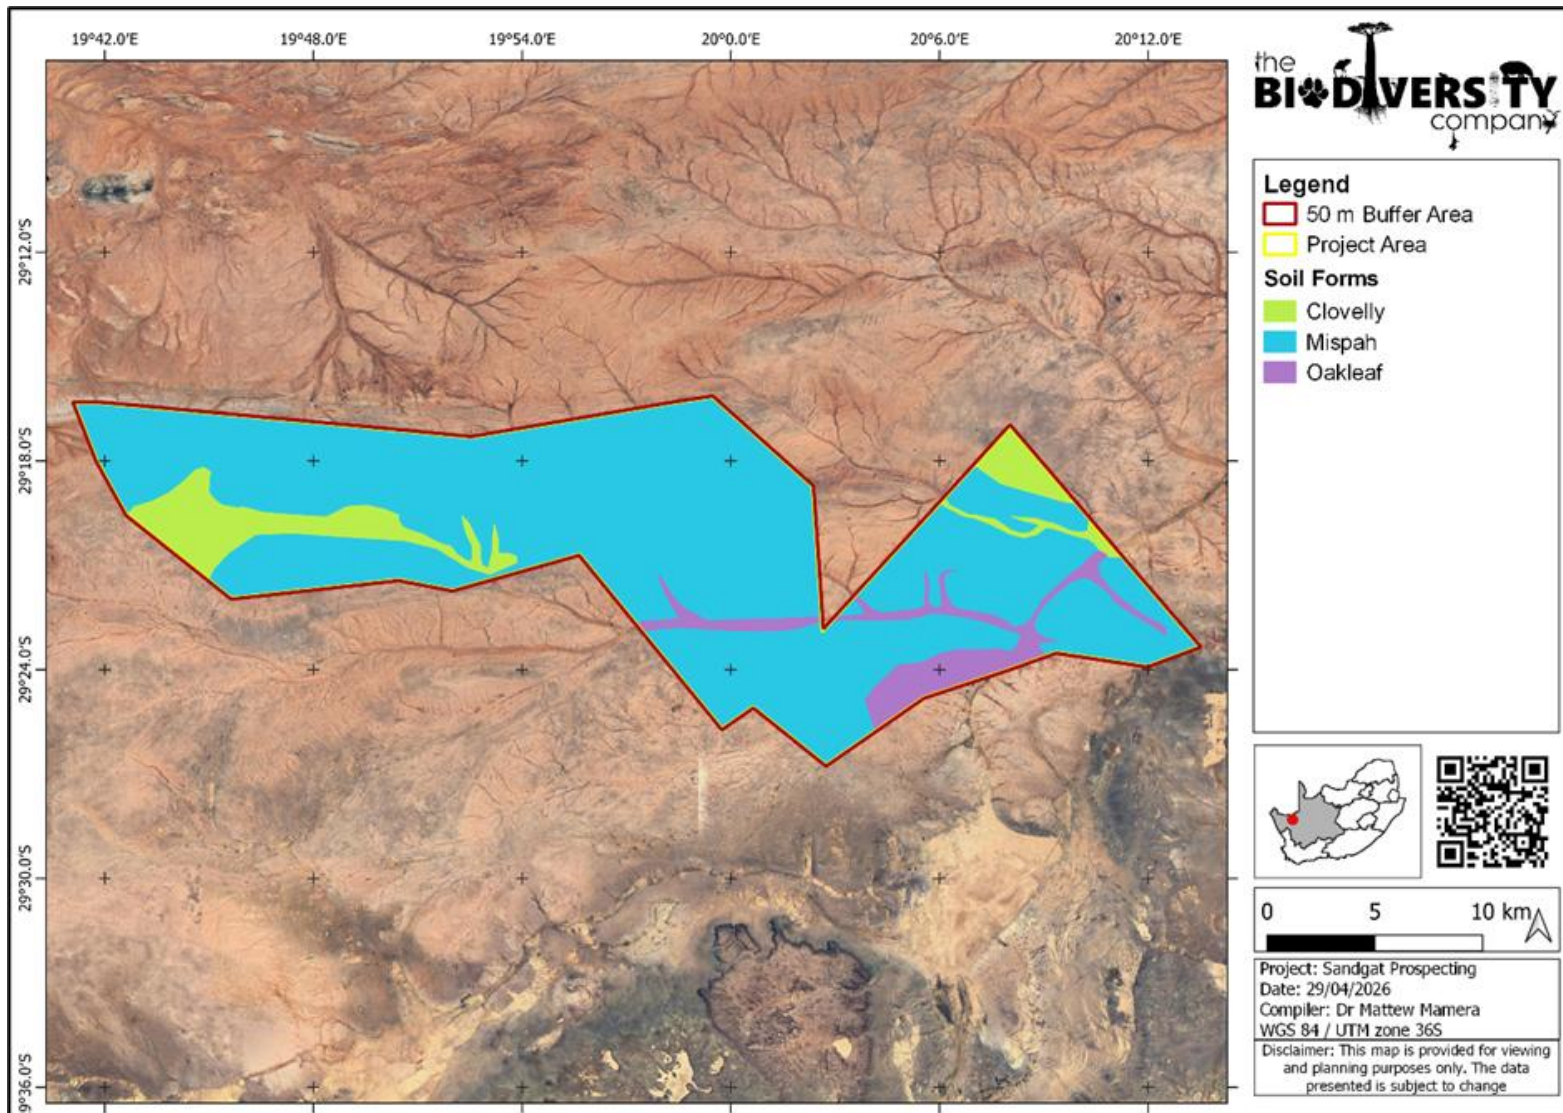 19°42.0'E 19°48.0'E 19°54.0'E 20°0.0'E 20°6.0'E 20°12.0'E
29°12.0'S
29°18.0'S
29°24.0'S
29°30.0'S
9°36.0'S
the
BIODIVERSITY
company
Legend
50 m Buffer Area
Project Area
Soil Forms
Clovelly
Mispah
Oakleaf
0 5 10 km
Project: Sandgat Prospecting
Date: 29/04/2026
Compiler: Dr Mattew Mamera
WGS 84 / UTM zone 36S
Disclaimer: This map is provided for viewing
and planning purposes only. The data
presented is subject to change